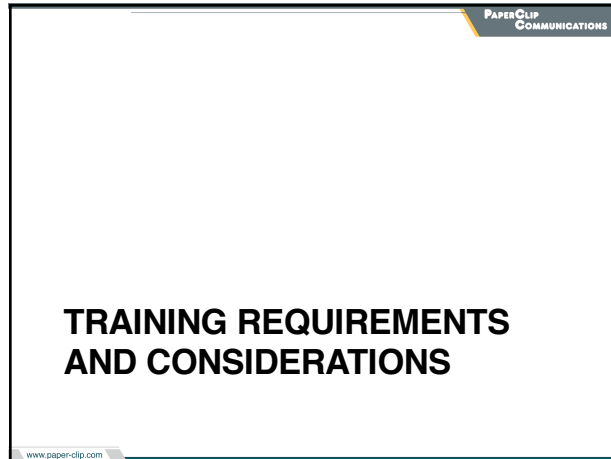 PAPERCLIP
COMMUNICATIONS
TRAINING REQUIREMENTS
AND CONSIDERATIONS
www.paper-clip.com